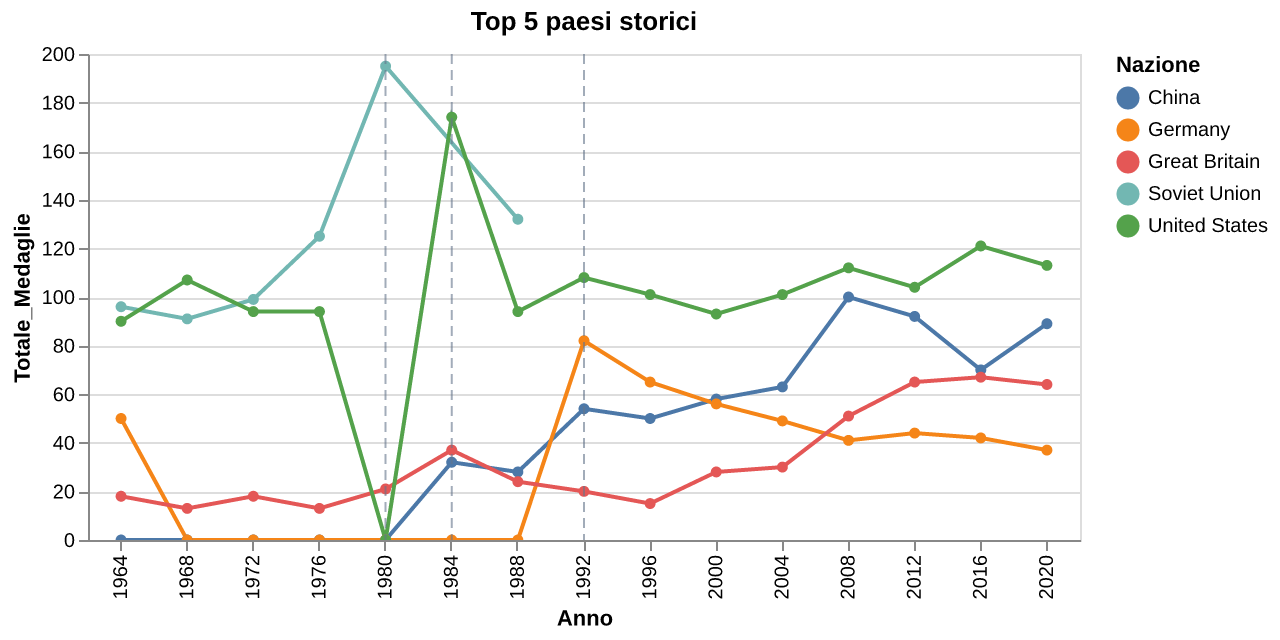 Top 5 paesi storici
Totale_Medaglie
200
180
160
140
120
100
80
60
40
20
0
1964
1968
1972
1976
1980
1984
1988
1992
1996
2000
2004
2008
2012
2016
2020
Anno
Nazione
China
Germany
Great Britain
Soviet Union
United States